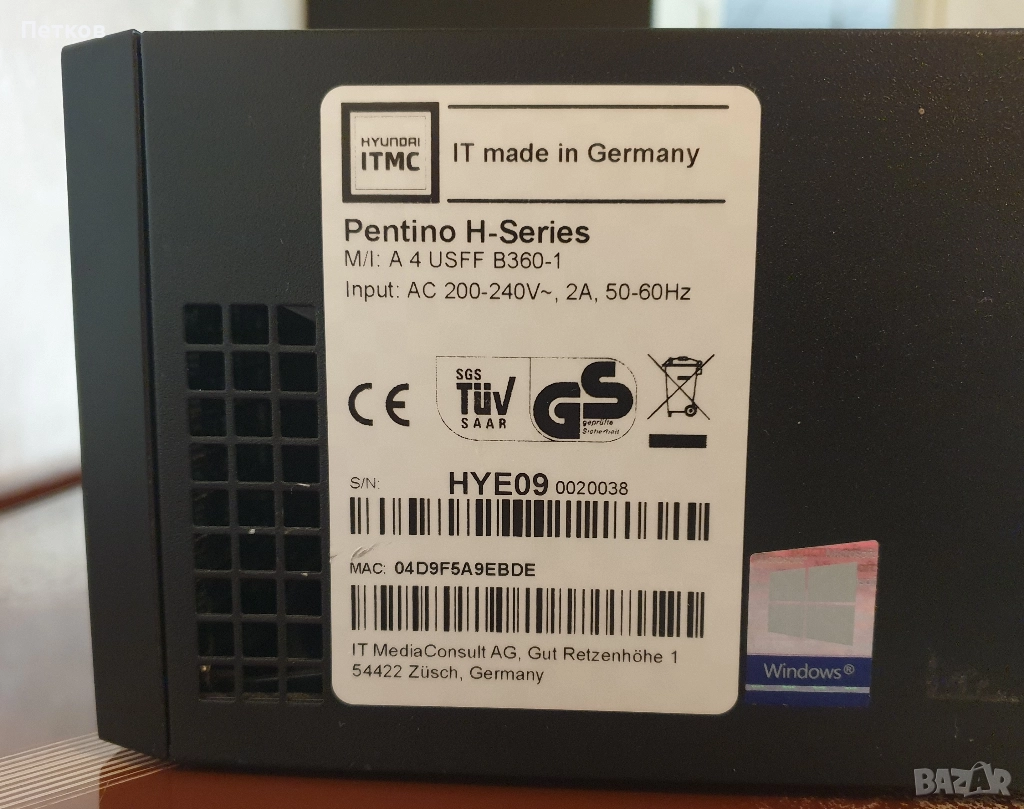 Петков
HYUNDAI
ITMC
IT made in Germany
Pentino H-Series
M/I: A 4 USFF B360-1
Input: AC 200-240V~, 2A, 50-60Hz
CE
SGS
TÜV
SAAR
GS
geprüfte
Sicherheit
S/N: HYE09 0020038
MAC: 04D9F5A9EBDE
IT MediaConsult AG, Gut Retzenhöhe 1
54422 Züsch, Germany
Windows®
BAZAR